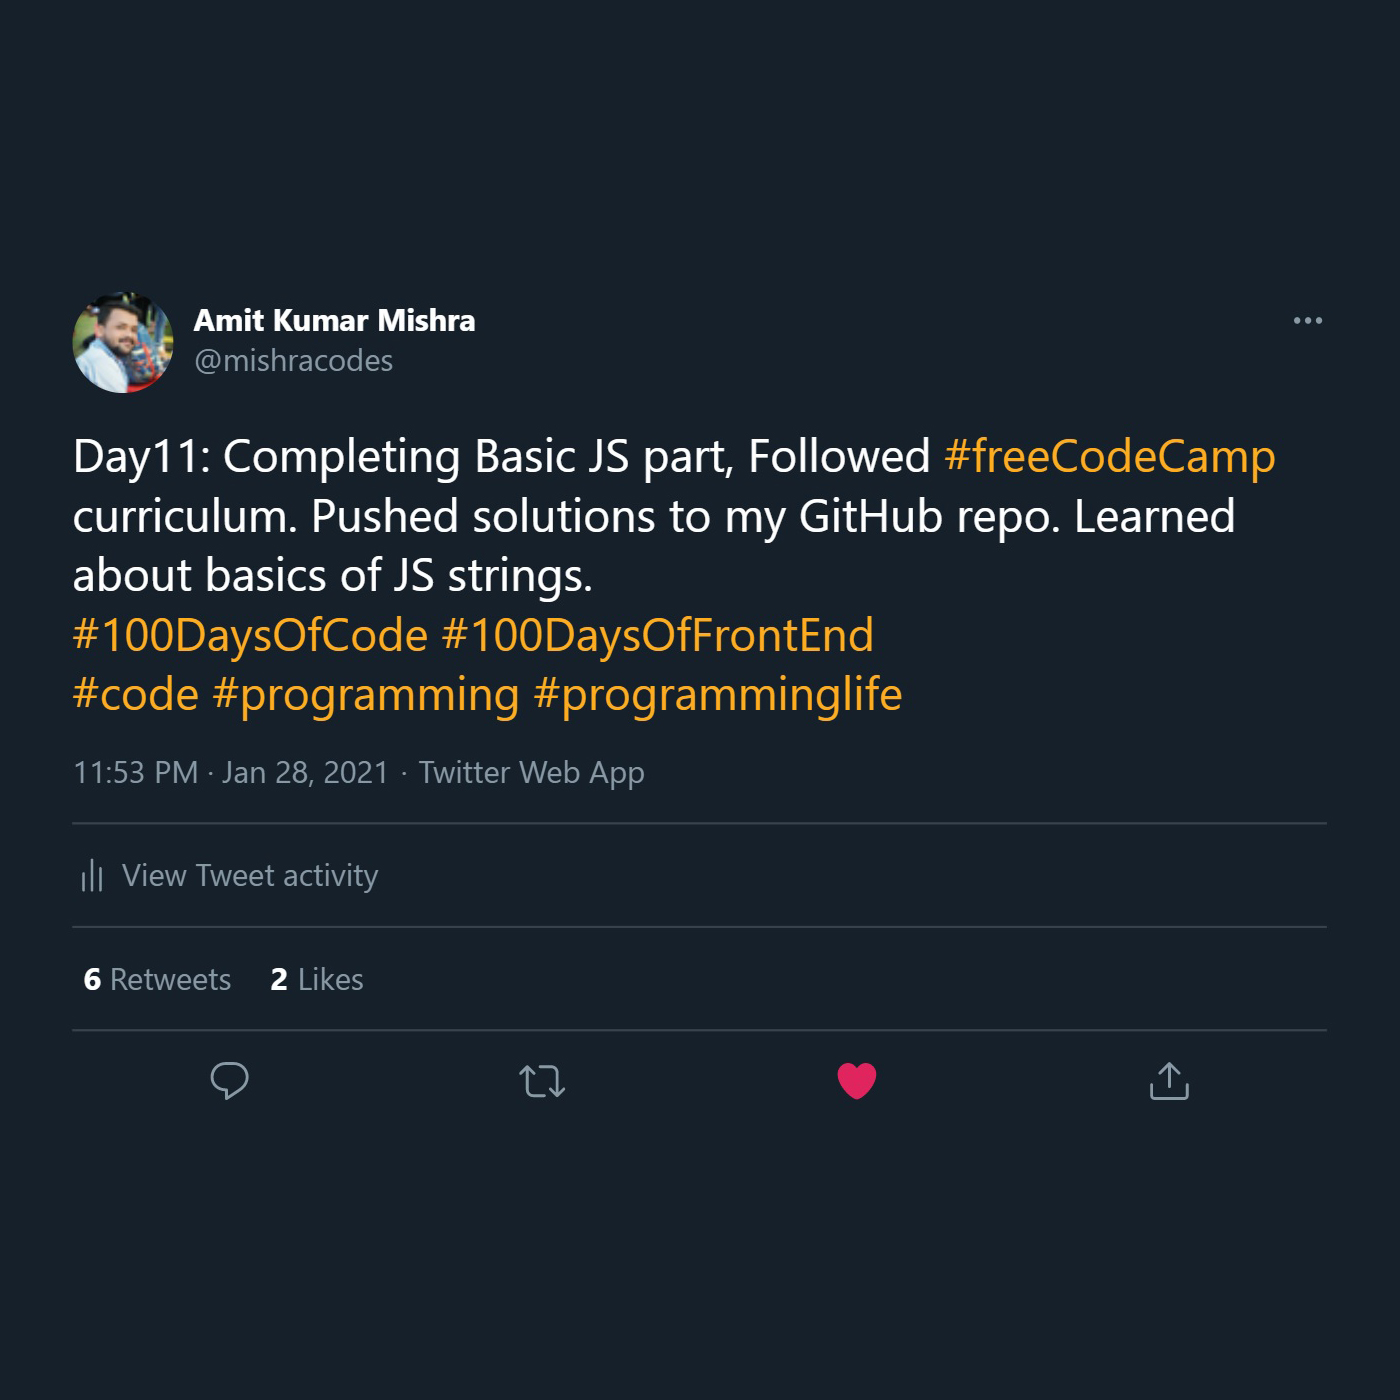 Amit Kumar Mishra
@mishracodes
Day11: Completing Basic JS part, Followed #freeCodeCamp
curriculum. Pushed solutions to my GitHub repo. Learned
about basics of JS strings.
#100DaysOfCode #100DaysOfFrontEnd
#code #programming #programminglife
11:53 PM · Jan 28, 2021 · Twitter Web App
View Tweet activity
6 Retweets 2 Likes